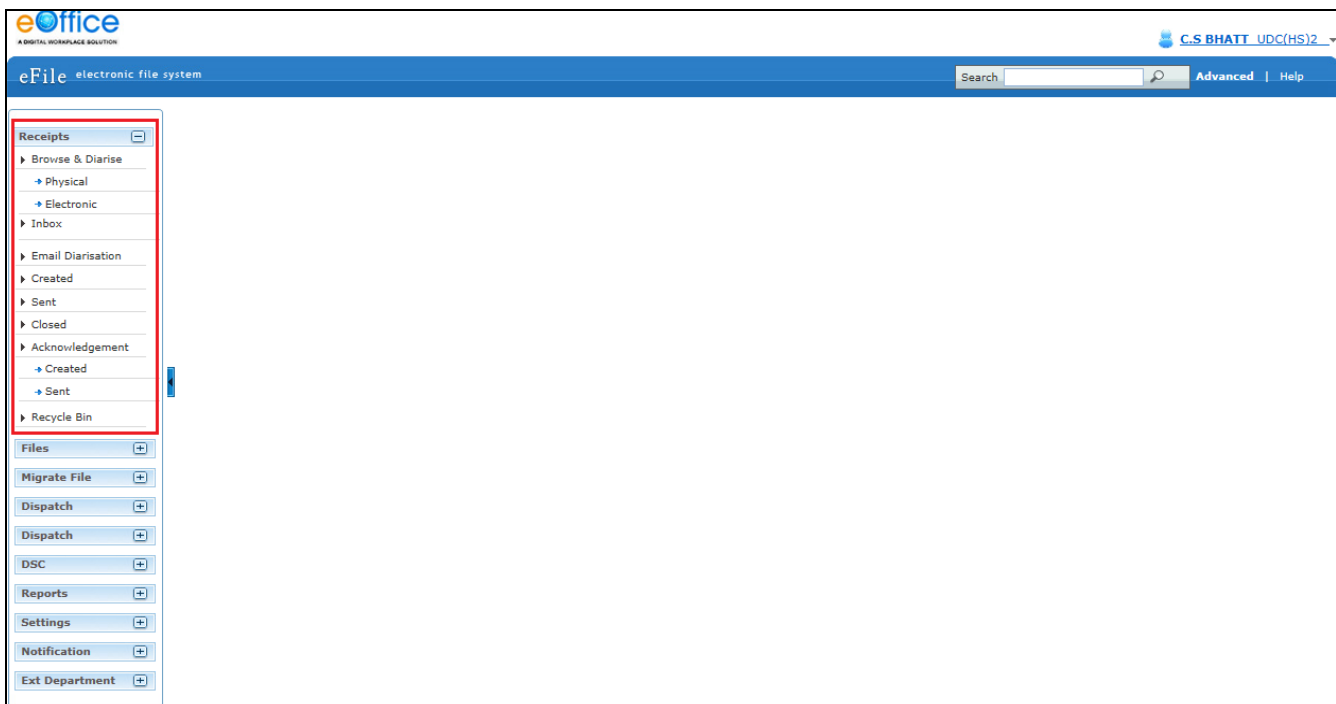 eOffice
A DIGITAL WORKPLACE SOLUTION
C.S BHATT UDC(HS)2
eFile electronic file system
Search Advanced | Help
Receipts
Browse & Diarise
Physical
Electronic
Inbox
Email Diarisation
Created
Sent
Closed
Acknowledgement
Created
Sent
Recycle Bin
Files
Migrate File
Dispatch
Dispatch
DSC
Reports
Settings
Notification
Ext Department